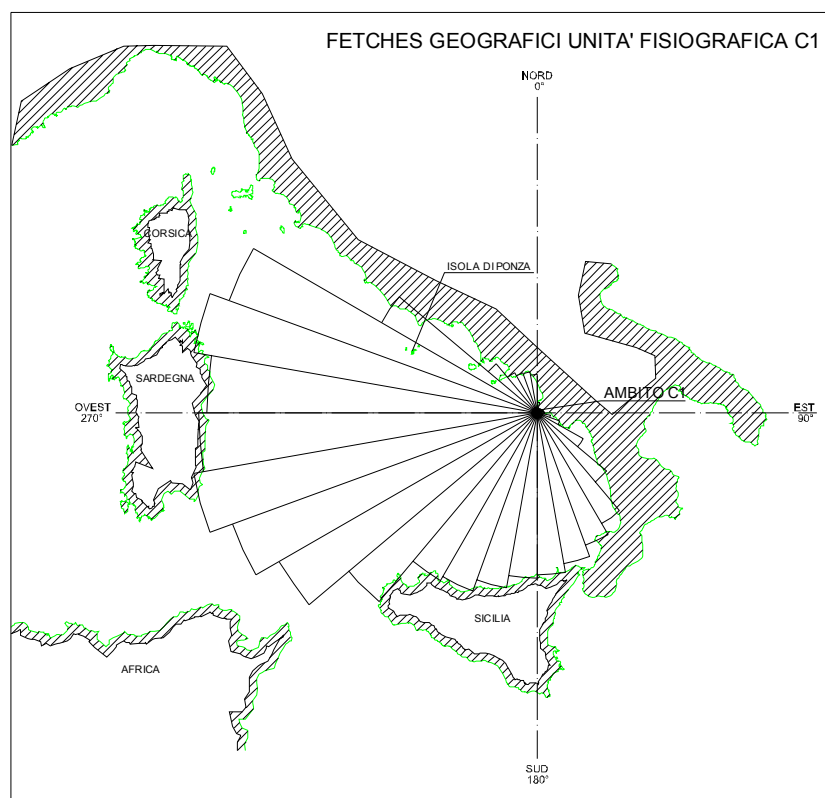 FETCHES GEOGRAFICI UNITA' FISIOGRAFICA C1
NORD
0°
CORSICA
ISOLA DI PONZA
SARDEGNA
OVEST
270°
AMBITO C1
EST
90°
SICILIA
AFRICA
SUD
180°